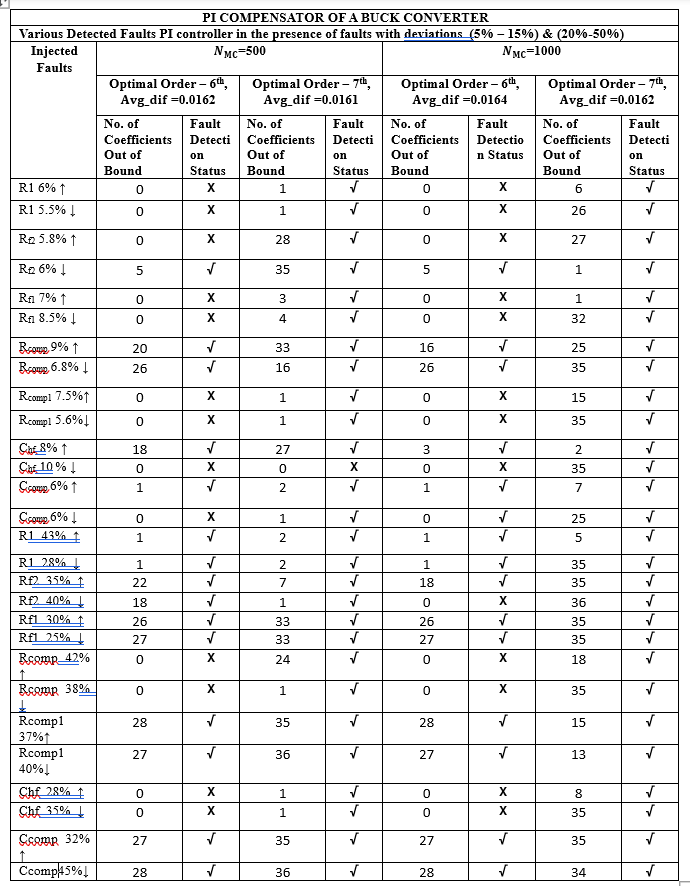 PI COMPENSATOR OF A BUCK CONVERTER
Various Detected Faults PI controller in the presence of faults with deviations (5% – 15%) & (20%-50%)
Injected Faults NMC=500 NMC=1000
Optimal Order – 6th, Avg_dif =0.0162 Optimal Order – 7th, Avg_dif =0.0161 Optimal Order – 6th, Avg_dif =0.0164 Optimal Order – 7th, Avg_dif =0.0162
No. of Coefficients Out of Bound Fault Detecti on Status No. of Coefficients Out of Bound Fault Detecti on Status No. of Coefficients Out of Bound Fault Detectio n Status No. of Coefficients Out of Bound Fault Detecti on Status
R1 6% ↑ 0 X 1 √ 0 X 6 √
R1 5.5% ↓ 0 X 1 √ 0 X 26 √
Rf2 5.8% ↑ 0 X 28 √ 0 X 27 √
Rf2 6% ↓ 5 √ 35 √ 5 √ 1 √
Rf1 7% ↑ 0 X 3 √ 0 X 1 √
Rf1 8.5% ↓ 0 X 4 √ 0 X 32 √
Rcomp 9% ↑ 20 √ 33 √ 16 √ 25 √
Rcomp 6.8% ↓ 26 √ 16 √ 26 √ 35 √
Rcomp1 7.5%↑ 0 X 1 √ 0 X 15 √
Rcomp1 5.6%↓ 0 X 1 √ 0 X 35 √
Chf 8% ↑ 18 √ 27 √ 3 √ 2 √
Chf 10 % ↓ 0 X 0 X 0 X 35 √
Ccomp 6% ↑ 1 √ 2 √ 1 √ 7 √
Ccomp 6% ↓ 0 X 1 √ 0 √ 25 √
R1 43% ↑ 1 √ 2 √ 1 √ 5 √
R1 28% ↓ 1 √ 2 √ 1 √ 35 √
Rf2 35% ↑ 22 √ 7 √ 18 √ 35 √
Rf2 40% ↓ 18 √ 1 √ 0 X 36 √
Rf1 30% ↑ 26 √ 33 √ 26 √ 35 √
Rf1 25% ↓ 27 √ 33 √ 27 √ 35 √
Rcomp 42% ↑ 0 X 24 √ 0 X 18 √
Rcomp 38% ↓ 0 X 1 √ 0 X 35 √
Rcomp1 37%↑ 28 √ 35 √ 28 √ 15 √
Rcomp1 40%↓ 27 √ 36 √ 27 √ 13 √
Chf 28% ↑ 0 X 1 √ 0 X 8 √
Chf 35% ↓ 0 X 1 √ 0 X 35 √
Ccomp 32% ↑ 27 √ 35 √ 27 √ 35 √
Ccomp45%↓ 28 √ 36 √ 28 √ 34 √